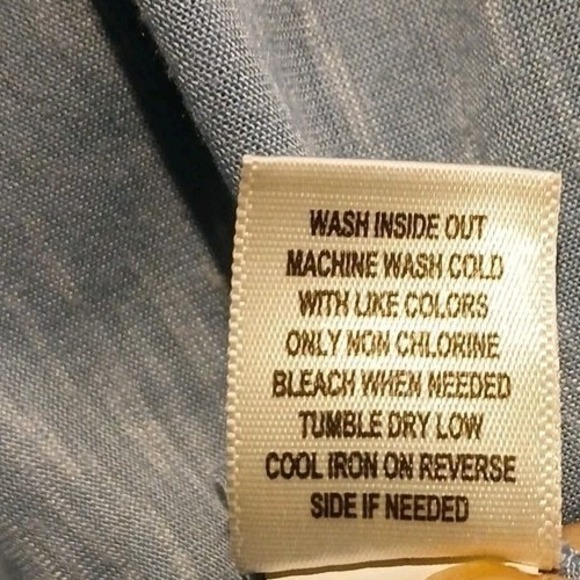 WASH INSIDE OUT
MACHINE WASH COLD
WITH LIKE COLORS
ONLY NON CHLORINE
BLEACH WHEN NEEDED
TUMBLE DRY LOW
COOL IRON ON REVERSE
SIDE IF NEEDED